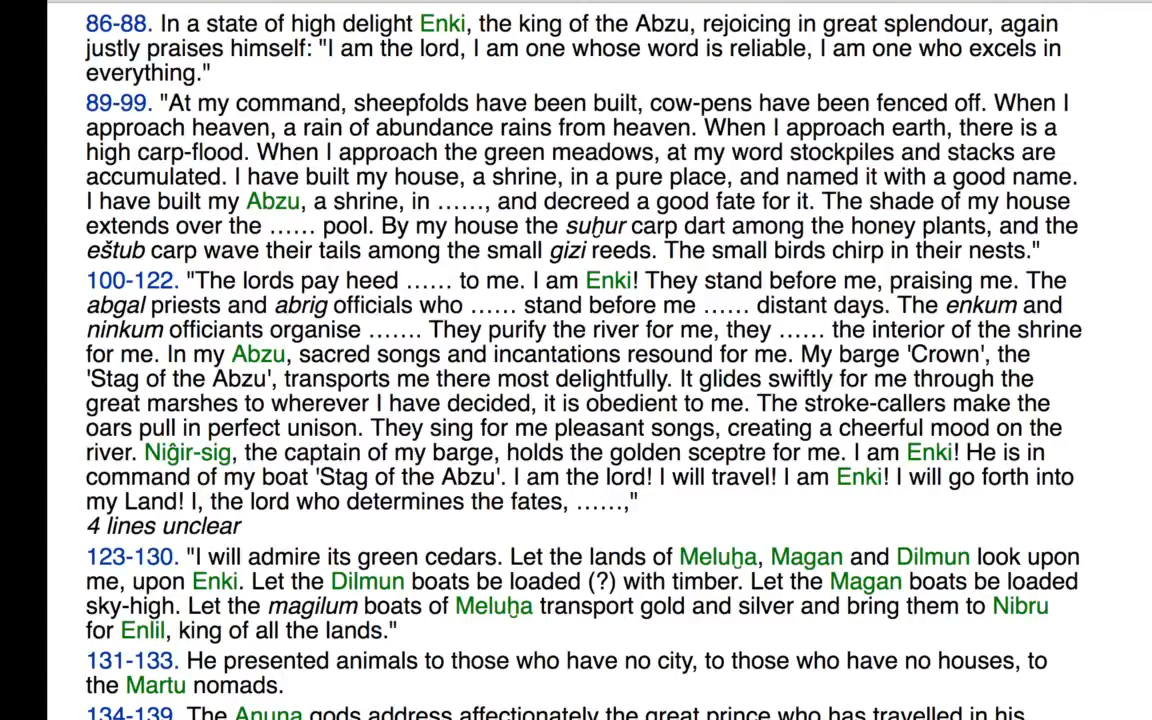 86-88. In a state of high delight Enki, the king of the Abzu, rejoicing in great splendour, again
justly praises himself: "I am the lord, I am one whose word is reliable, I am one who excels in
everything."
89-99. "At my command, sheepfolds have been built, cow-pens have been fenced off. When I
approach heaven, a rain of abundance rains from heaven. When I approach earth, there is a
high carp-flood. When I approach the green meadows, at my word stockpiles and stacks are
accumulated. I have built my house, a shrine, in a pure place, and named it with a good name.
I have built my Abzu, a shrine, in ……, and decreed a good fate for it. The shade of my house
extends over the …… pool. By my house the suḫur carp dart among the honey plants, and the
eštub carp wave their tails among the small gizi reeds. The small birds chirp in their nests."
100-122. "The lords pay heed …… to me. I am Enki! They stand before me, praising me. The
abgal priests and abrig officials who …… stand before me …… distant days. The enkum and
ninkum officiants organise ……. They purify the river for me, they …… the interior of the shrine
for me. In my Abzu, sacred songs and incantations resound for me. My barge 'Crown', the
'Stag of the Abzu', transports me there most delightfully. It glides swiftly for me through the
great marshes to wherever I have decided, it is obedient to me. The stroke-callers make the
oars pull in perfect unison. They sing for me pleasant songs, creating a cheerful mood on the
river. Niĝir-sig, the captain of my barge, holds the golden sceptre for me. I am Enki! He is in
command of my boat 'Stag of the Abzu'. I am the lord! I will travel! I am Enki! I will go forth into
my Land! I, the lord who determines the fates, ……,"
4 lines unclear
123-130. "I will admire its green cedars. Let the lands of Meluḫa, Magan and Dilmun look upon
me, upon Enki. Let the Dilmun boats be loaded (?) with timber. Let the Magan boats be loaded
sky-high. Let the magilum boats of Meluḫa transport gold and silver and bring them to Nibru
for Enlil, king of all the lands."
131-133. He presented animals to those who have no city, to those who have no houses, to
the Martu nomads.
134-139. The Anuna gods address affectionately the great prince who has travelled in his